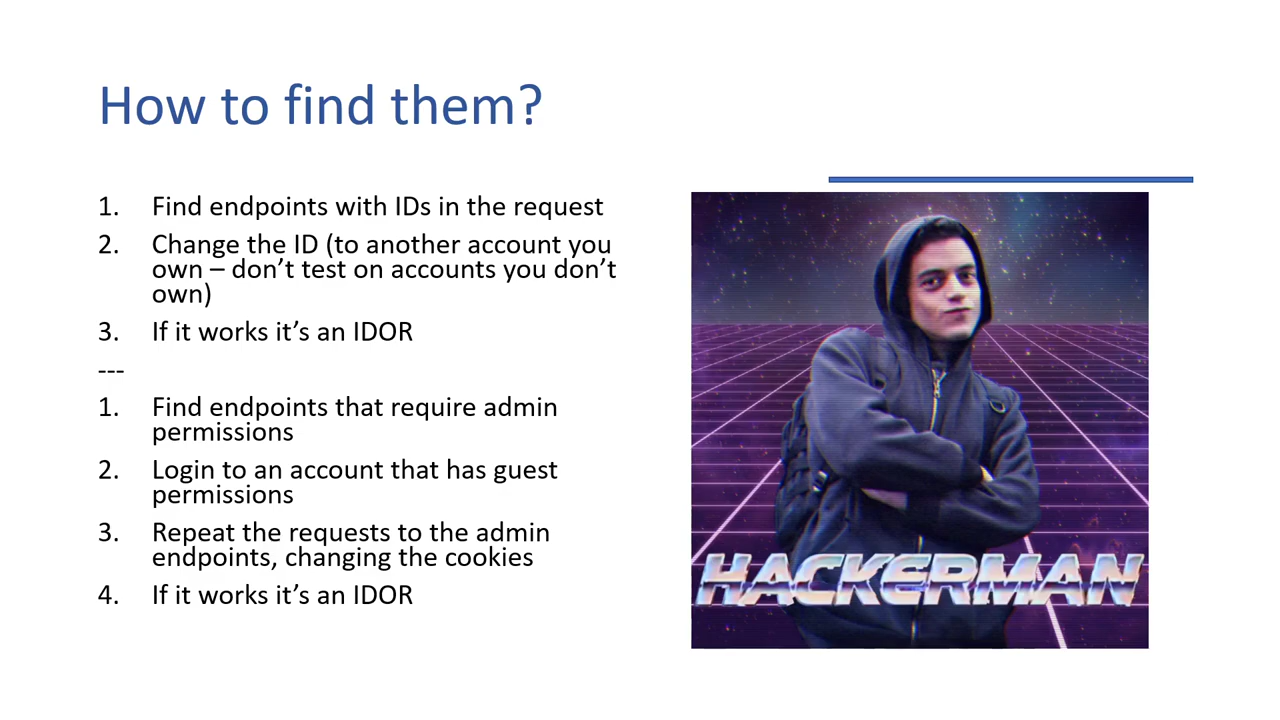 How to find them?
1. Find endpoints with IDs in the request
2. Change the ID (to another account you
own – don’t test on accounts you don’t
own)
3. If it works it’s an IDOR
---
1. Find endpoints that require admin
permissions
2. Login to an account that has guest
permissions
3. Repeat the requests to the admin
endpoints, changing the cookies
4. If it works it’s an IDOR
HACKERMAN